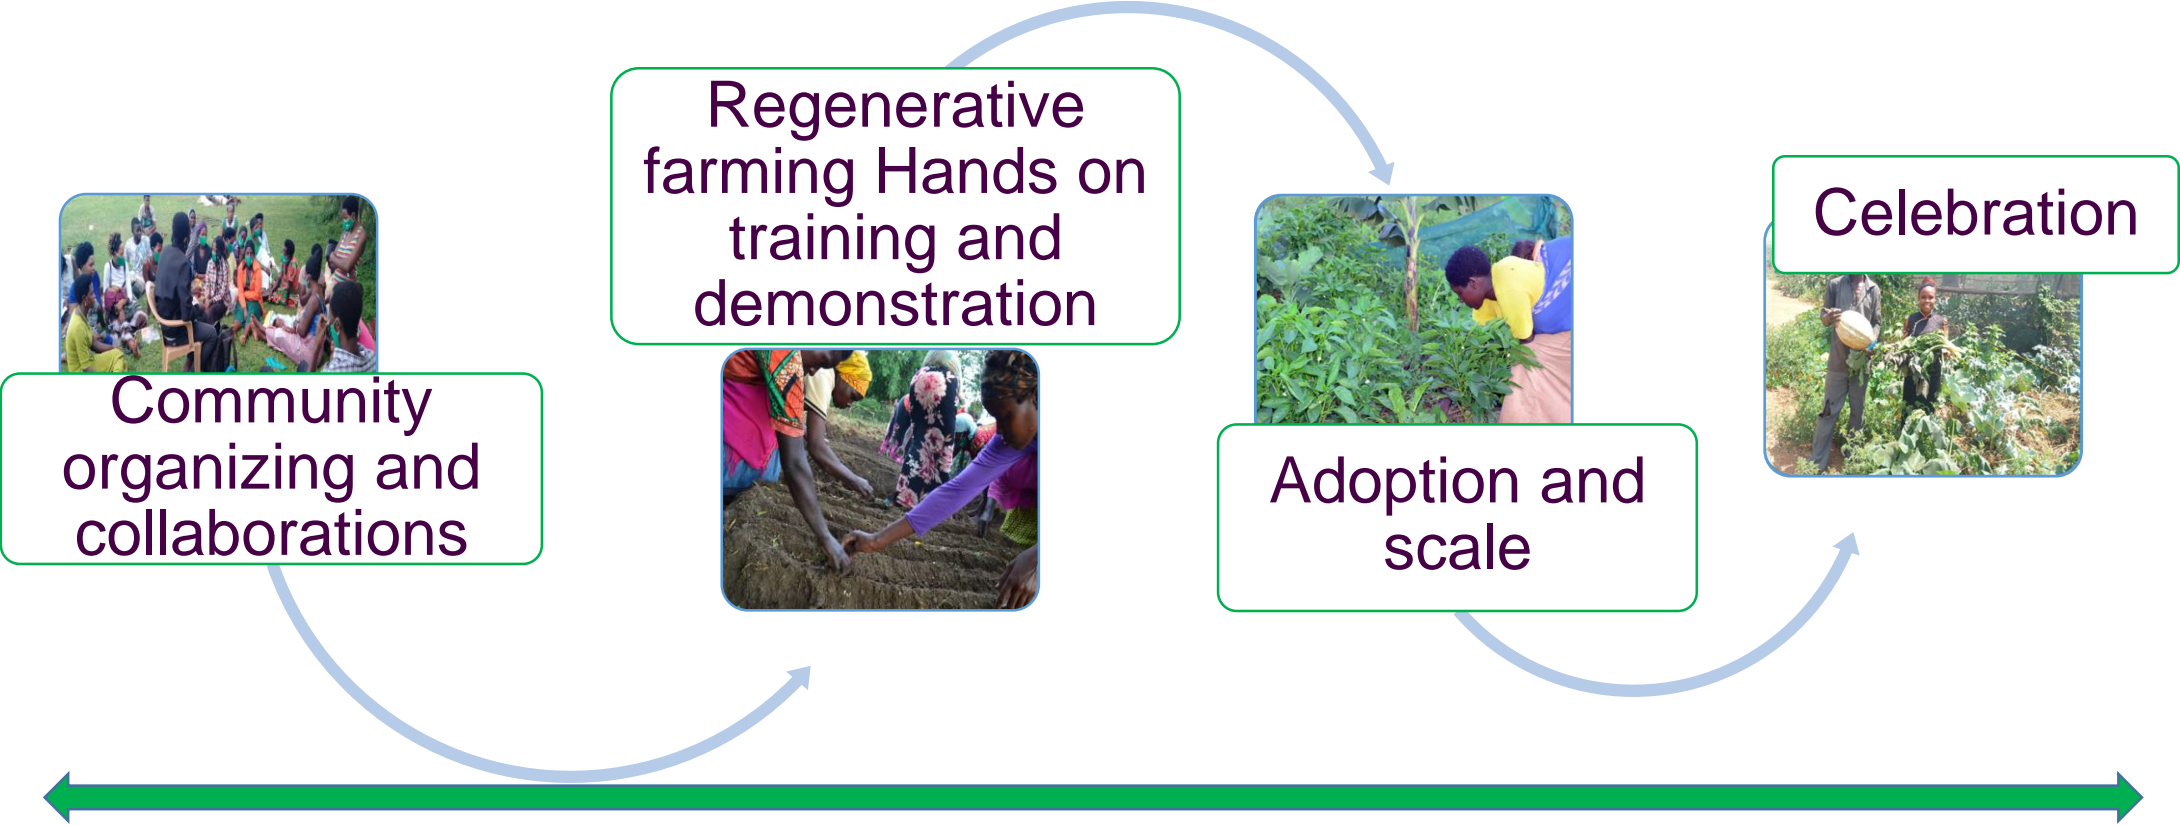 Community
organizing and
collaborations
Regenerative
farming Hands on
training and
demonstration
Adoption and
scale
Celebration